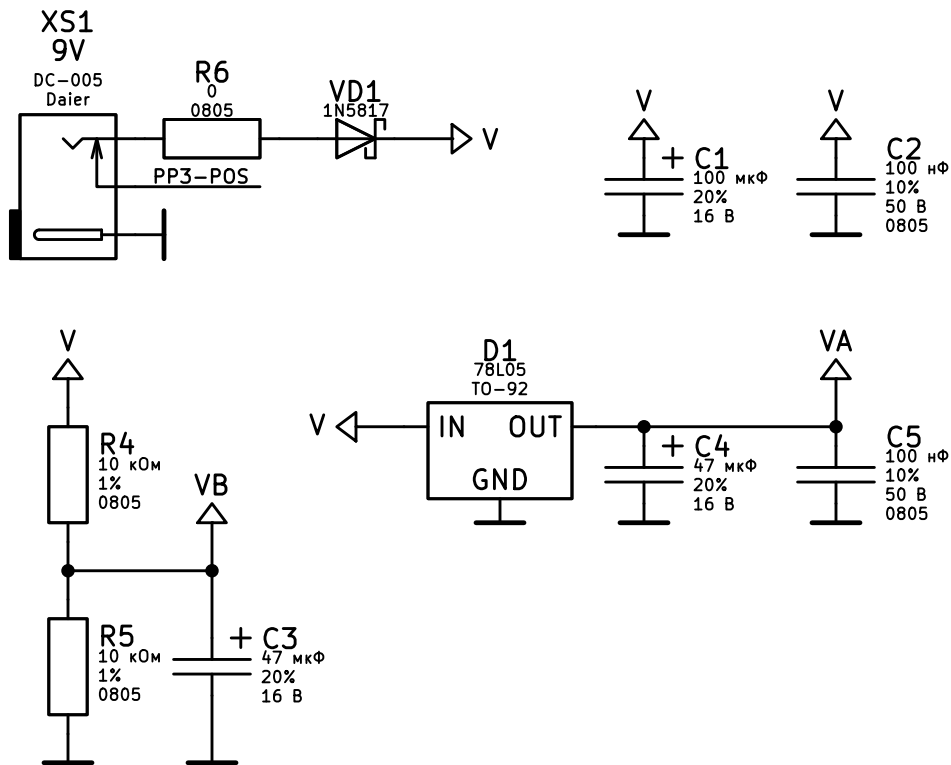 XS1
9V
DC-005
Daier
R6
0
0805
VD1
1N5817
V
PP3-POS
V
+ C1
100 мкФ
20%
16 В
V
C2
100 нФ
10%
50 В
0805
V
R4
10 кОм
1%
0805
VB
R5
10 кОм
1%
0805
+ C3
47 мкФ
20%
16 В
D1
78L05
TO-92
V
IN OUT
GND
+ C4
47 мкФ
20%
16 В
VA
C5
100 нФ
10%
50 В
0805